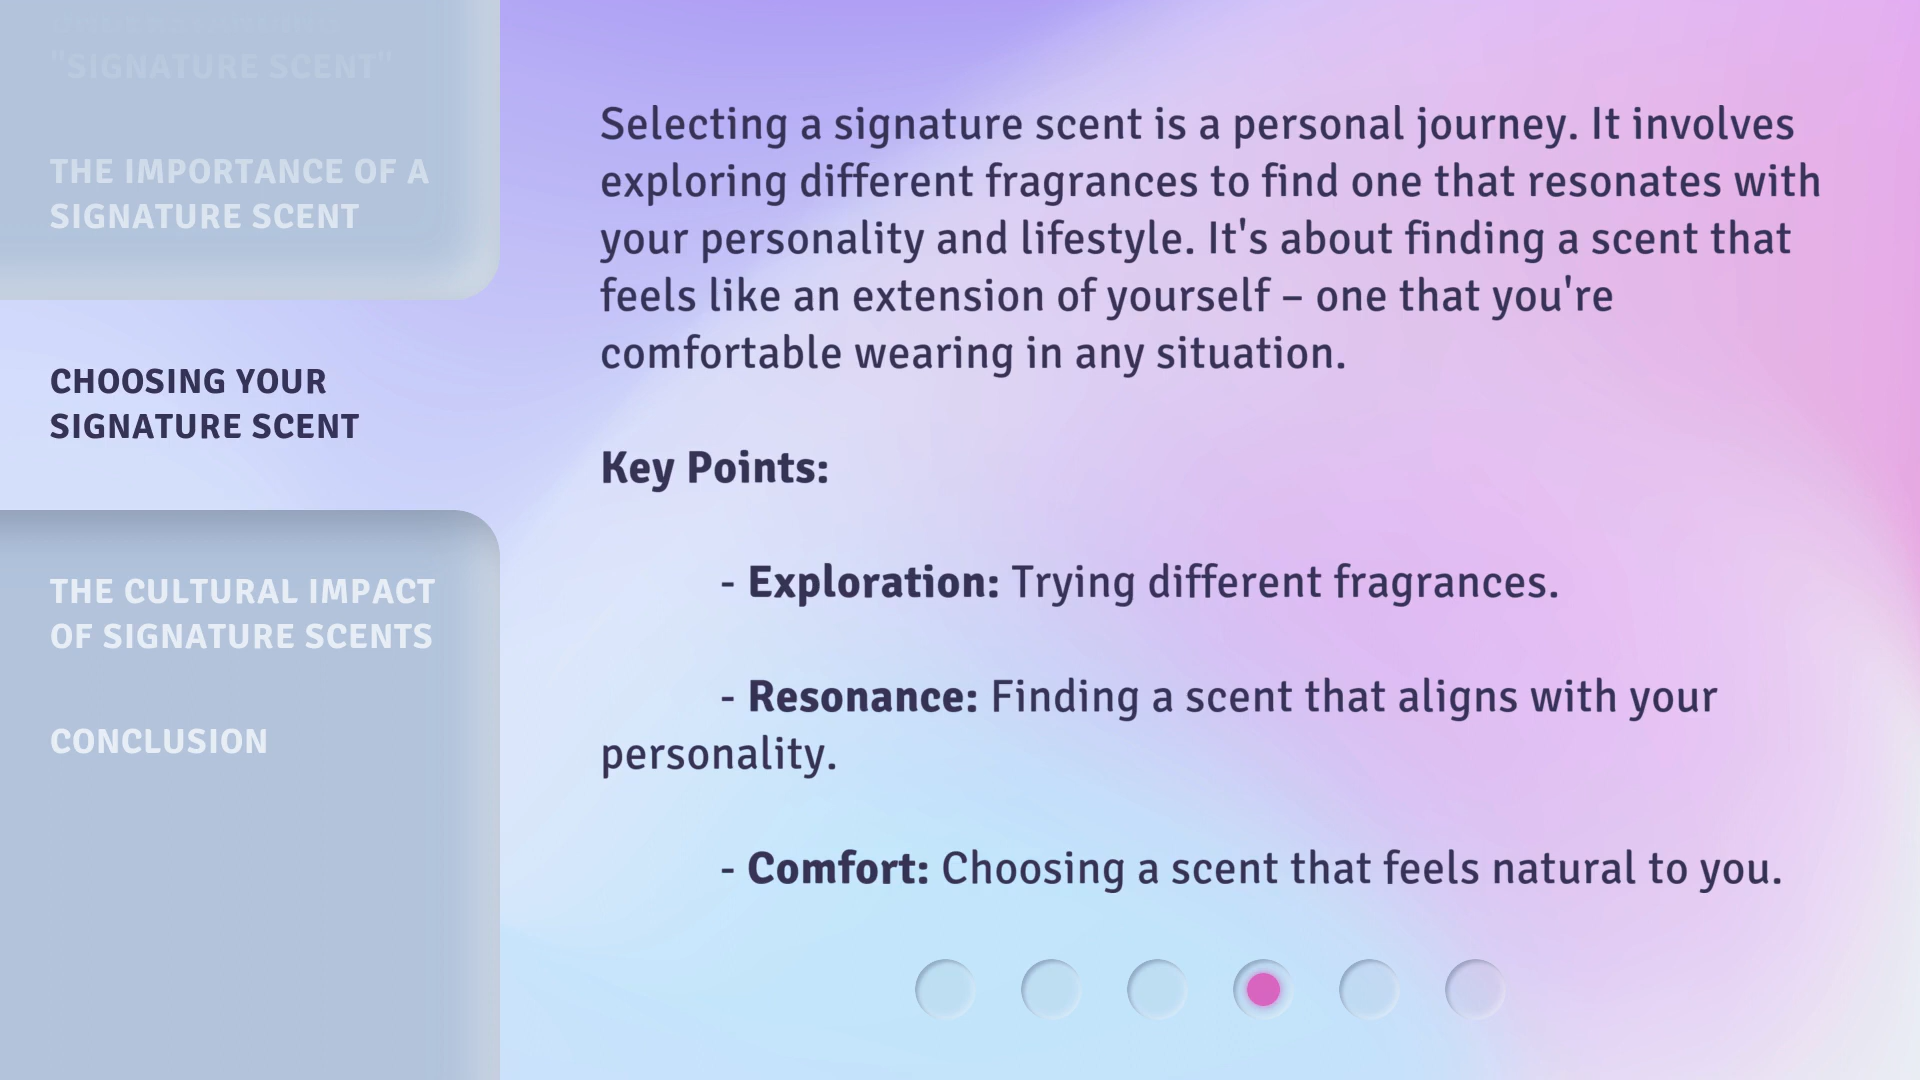 "SIGNATURE SCENT"
THE IMPORTANCE OF A
SIGNATURE SCENT
CHOOSING YOUR
SIGNATURE SCENT
THE CULTURAL IMPACT
OF SIGNATURE SCENTS
CONCLUSION
Selecting a signature scent is a personal journey. It involves
exploring different fragrances to find one that resonates with
your personality and lifestyle. It's about finding a scent that
feels like an extension of yourself – one that you're
comfortable wearing in any situation.
Key Points:
- Exploration: Trying different fragrances.
- Resonance: Finding a scent that aligns with your
personality.
- Comfort: Choosing a scent that feels natural to you.